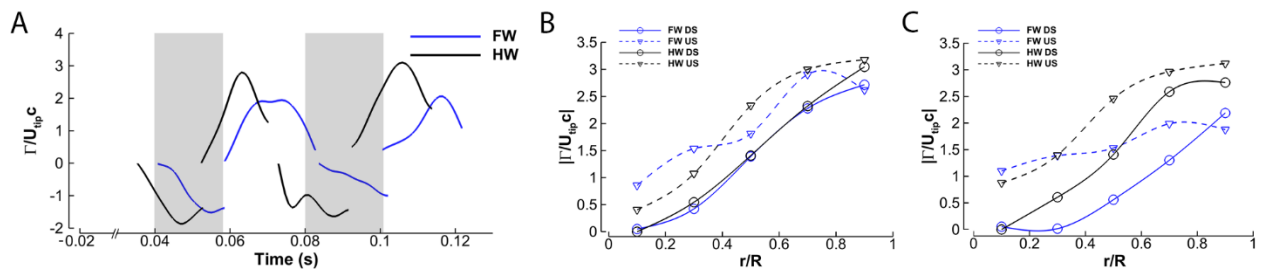 A
Γ/U_tip c
4
3
2
1
0
-1
-2
-0.02
0.04
0.06
0.08
0.1
0.12
Time (s)
FW
HW
B
|Γ/U_tip c|
3.5
3
2.5
2
1.5
1
0.5
0
0
0.2
0.4
0.6
0.8
1
r/R
FW DS
FW US
HW DS
HW US
C
|Γ/U_tip c|
3.5
3
2.5
2
1.5
1
0.5
0
0
0.2
0.4
0.6
0.8
1
r/R
FW DS
FW US
HW DS
HW US